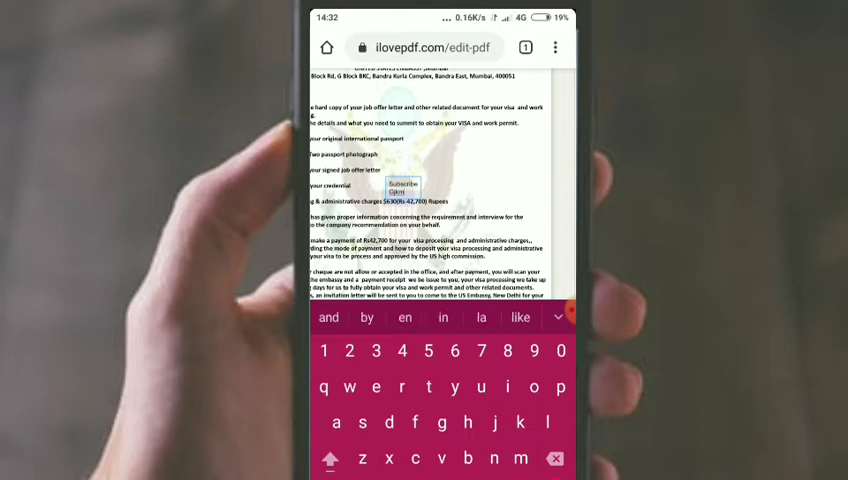 14:32 ... 0.16K/s 4G 19%
ilovepdf.com/edit-pdf 1
UNITED STATES EMBASSY ,Mumbai
Block Rd, G Block BKC, Bandra Kurla Complex, Bandra East, Mumbai, 400051
e hard copy of your job offer letter and other related document for your visa and work
g.
he details and what you need to summit to obtain your VISA and work permit.
your original international passport
Two passport photograph
your signed job offer letter
your credential
Subscribe
Gjkm
g & administrative charges $630(Rs 42,700) Rupees
has given proper information concerning the requirement and interview for the
to the company recommendation on your behalf.
make a payment of Rs42,700 for your visa processing and administrative charges,,
rding the mode of payment and how to deposit your visa processing and administrative
your visa to be process and approved by the US high commission.
r cheque are not allow or accepted in the office, and after payment, you will scan your
the embassy and a payment receipt we be issue to you, your visa processing we take up
g days for us to fully obtain your visa and work permit and other related documents.
s, an invitation letter will be sent to you to come to the US Embassy, New Delhi for your
and by en in la like
1 2 3 4 5 6 7 8 9 0
q w e r t y u i o p
a s d f g h j k l
z x c v b n m